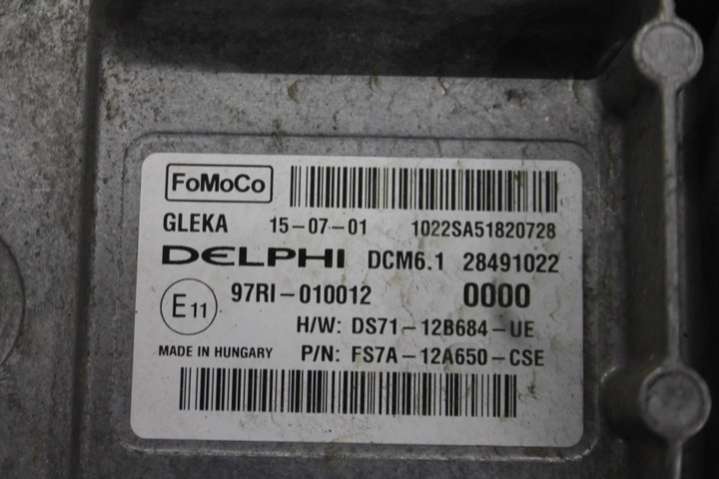 FoMoCo
GLEKA 15-07-01 1022SA51820728
DELPHI DCM6.1 28491022
E11 97RI-010012 0000
H/W: DS71-12B684-UE
MADE IN HUNGARY P/N: FS7A-12A650-CSE